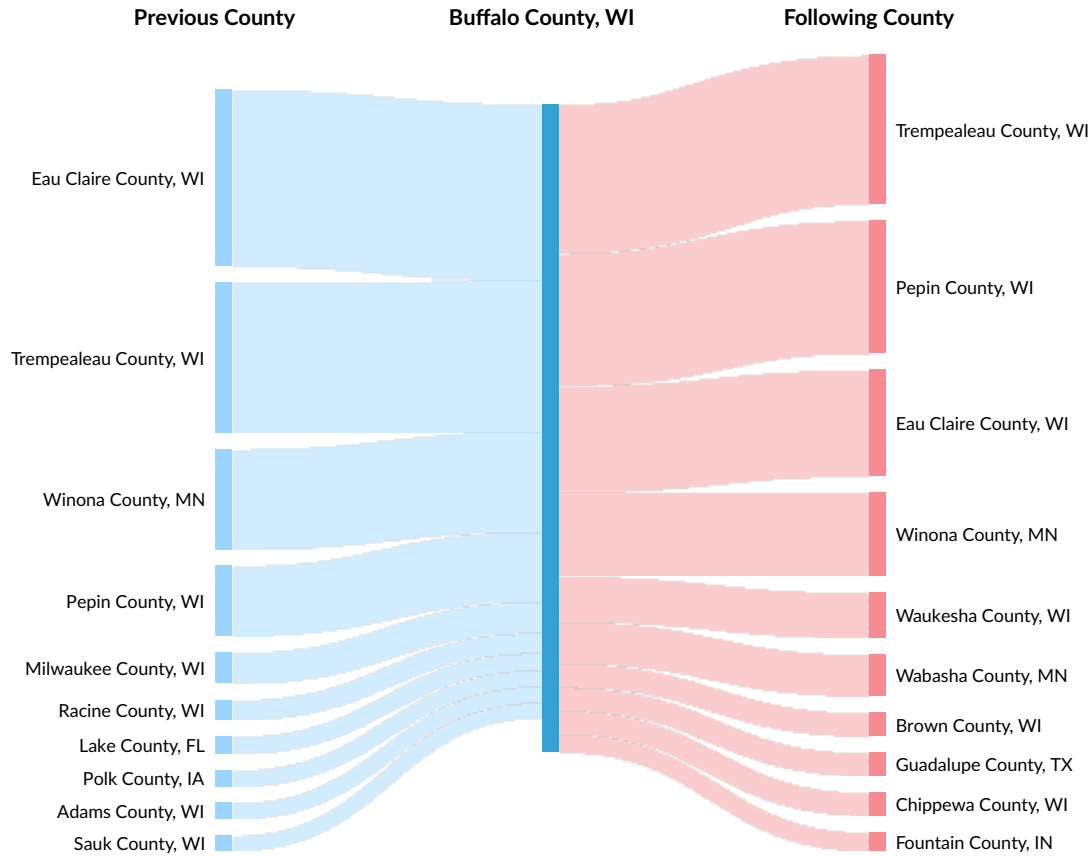 Previous County
Buffalo County, WI
Following County
Eau Claire County, WI
Trempealeau County, WI
Winona County, MN
Pepin County, WI
Milwaukee County, WI
Racine County, WI
Lake County, FL
Polk County, IA
Adams County, WI
Sauk County, WI
Trempealeau County, WI
Pepin County, WI
Eau Claire County, WI
Winona County, MN
Waukesha County, WI
Wabasha County, MN
Brown County, WI
Guadalupe County, TX
Chippewa County, WI
Fountain County, IN